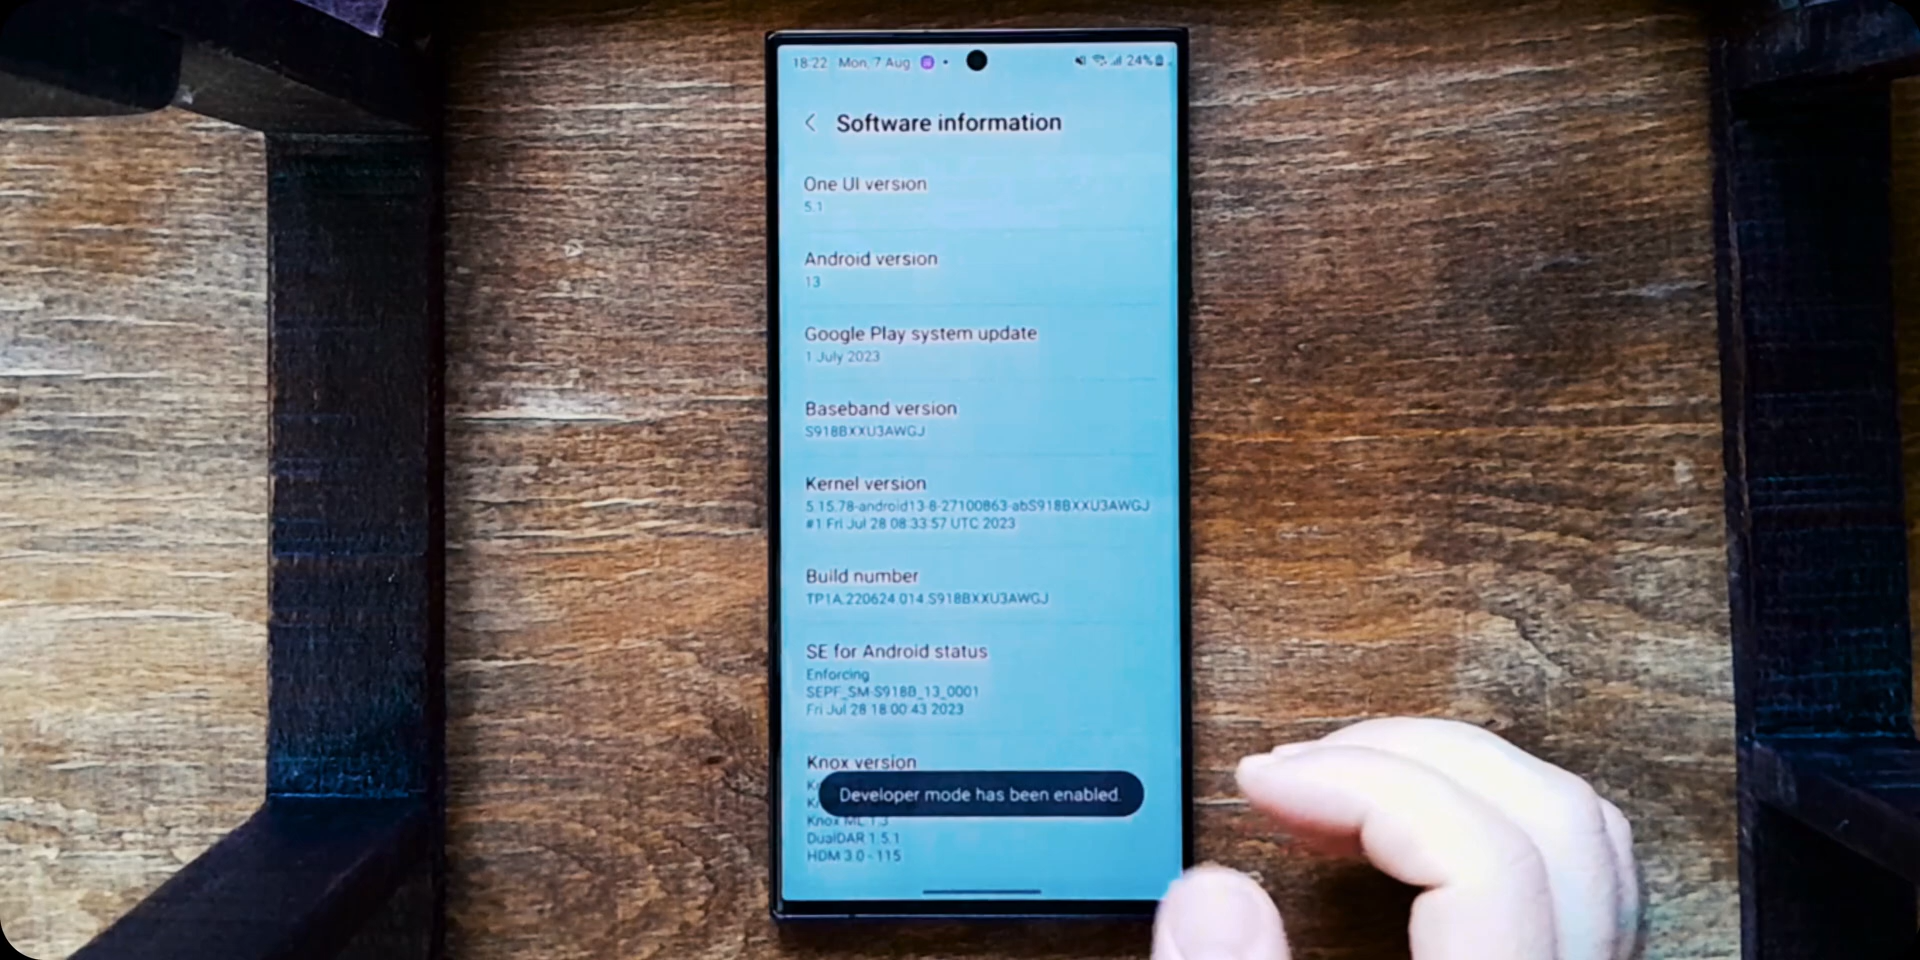 18:22 Mon, 7 Aug 24%
Software information
One UI version
5.1
Android version
13
Google Play system update
1 July 2023
Baseband version
S918BXXU3AWGJ
Kernel version
5.15.78-android13-8-27100863-abS918BXXU3AWGJ
#1 Fri Jul 28 08:33:57 UTC 2023
Build number
TP1A.220624.014.S918BXXU3AWGJ
SE for Android status
Enforcing
SEPF_SM-S918B_13_0001
Fri Jul 28 18:00:43 2023
Knox version
Developer mode has been enabled.
Knox ML 1.3
DualDAR 1.5.1
HDM 3.0 - 115